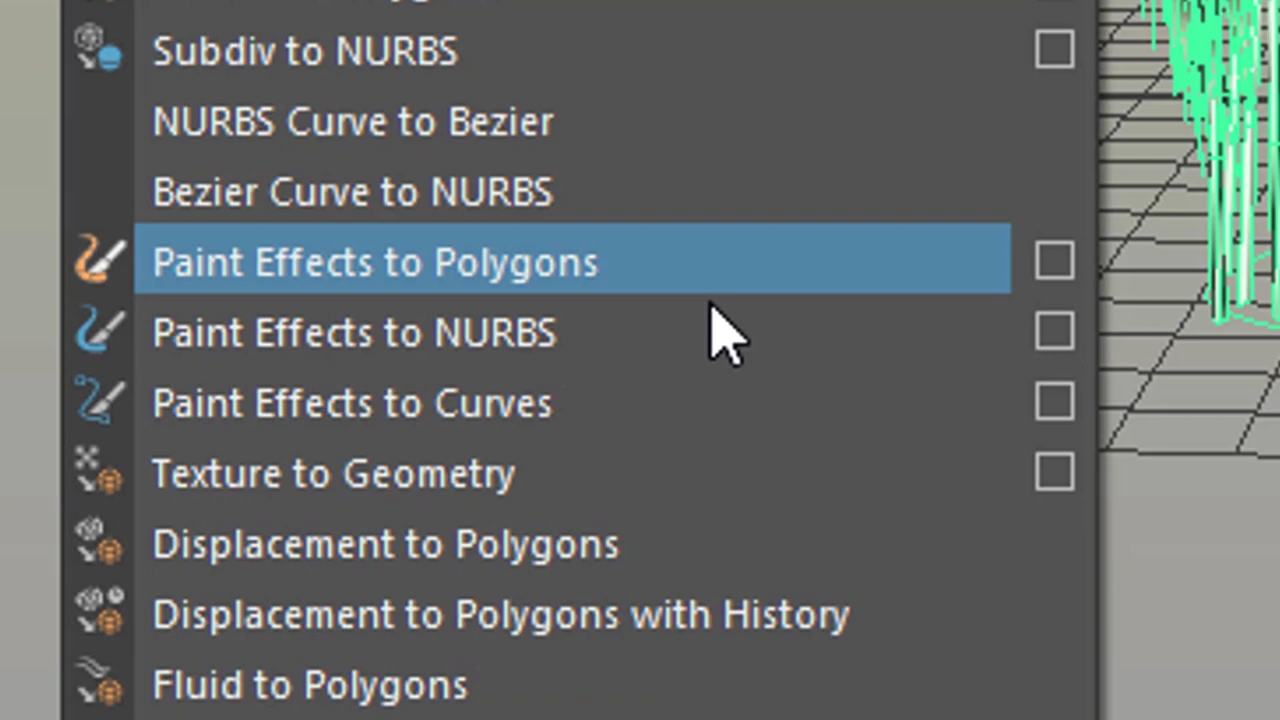 Subdiv to NURBS
NURBS Curve to Bezier
Bezier Curve to NURBS
Paint Effects to Polygons
Paint Effects to NURBS
Paint Effects to Curves
Texture to Geometry
Displacement to Polygons
Displacement to Polygons with History
Fluid to Polygons